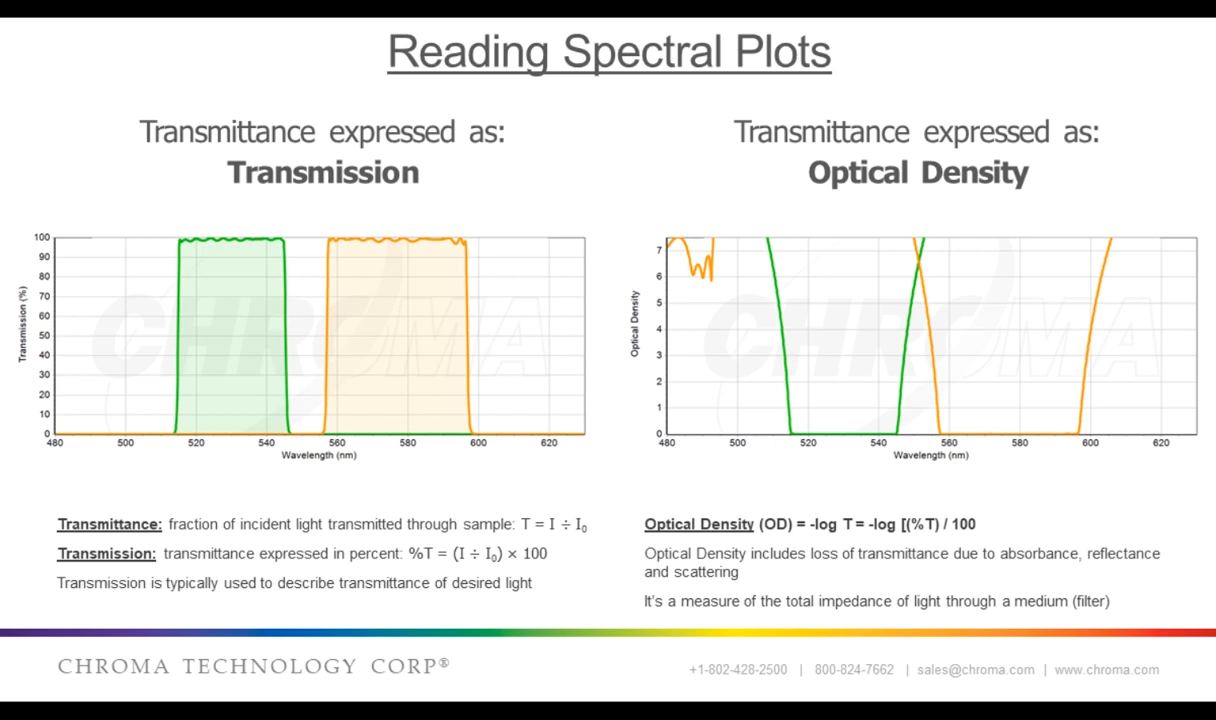 Reading Spectral Plots
Transmittance expressed as:
Transmission
Transmittance expressed as:
Optical Density
CHROMA
Transmission (%)
100
90
80
70
60
50
40
30
20
10
0
480 500 520 540 560 580 600 620
Wavelength (nm)
CHROMA
Optical Density
7
6
5
4
3
2
1
0
480 500 520 540 560 580 600 620
Wavelength (nm)
Transmittance: fraction of incident light transmitted through sample: T = I ÷ I₀
Transmission: transmittance expressed in percent: %T = (I ÷ I₀) × 100
Transmission is typically used to describe transmittance of desired light
Optical Density (OD) = -log T = -log [(%T) / 100
Optical Density includes loss of transmittance due to absorbance, reflectance
and scattering
It's a measure of the total impedance of light through a medium (filter)
CHROMA TECHNOLOGY CORP®
+1-802-428-2500 | 800-824-7662 | sales@chroma.com | www.chroma.com